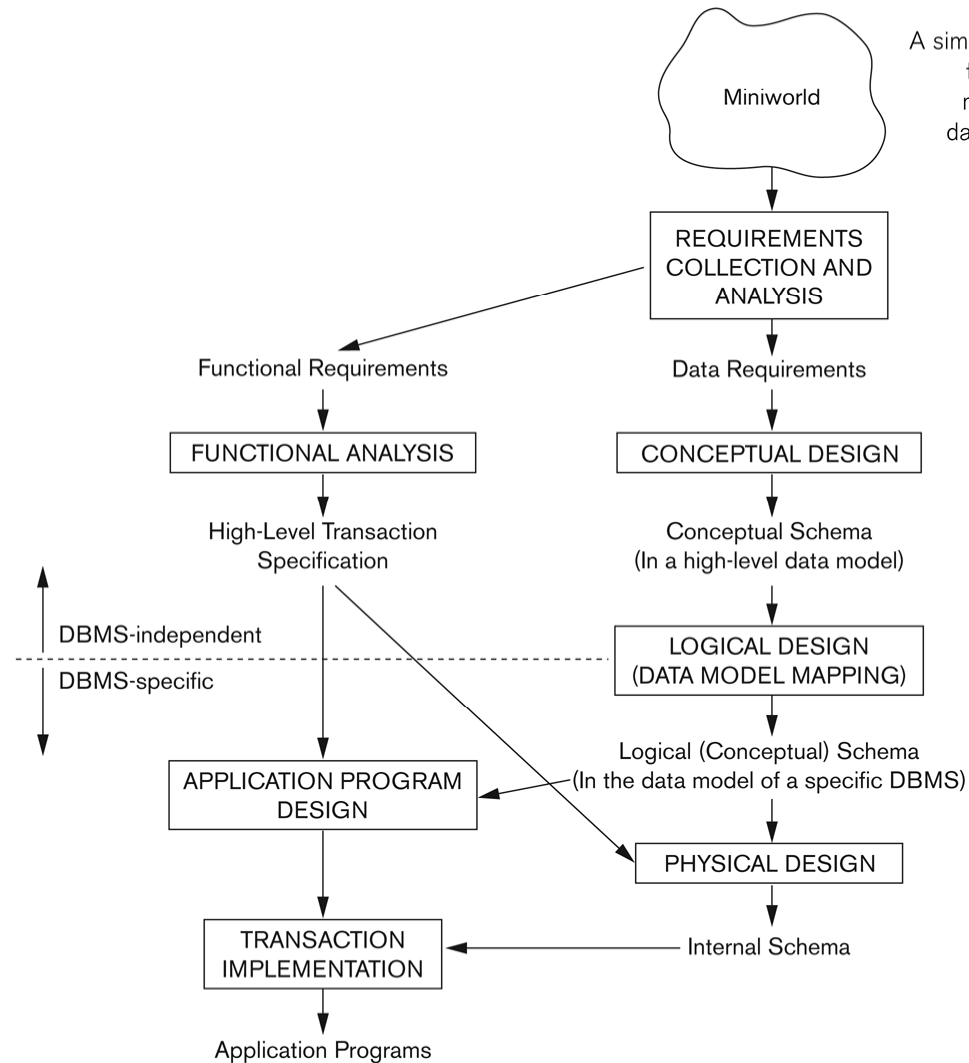 A sim
Miniworld
da
REQUIREMENTS
COLLECTION AND
ANALYSIS
Functional Requirements
Data Requirements
FUNCTIONAL ANALYSIS
CONCEPTUAL DESIGN
High-Level Transaction
Specification
Conceptual Schema
(In a high-level data model)
DBMS-independent
LOGICAL DESIGN
(DATA MODEL MAPPING)
DBMS-specific
Logical (Conceptual) Schema
(In the data model of a specific DBMS)
APPLICATION PROGRAM
DESIGN
PHYSICAL DESIGN
TRANSACTION
IMPLEMENTATION
Internal Schema
Application Programs